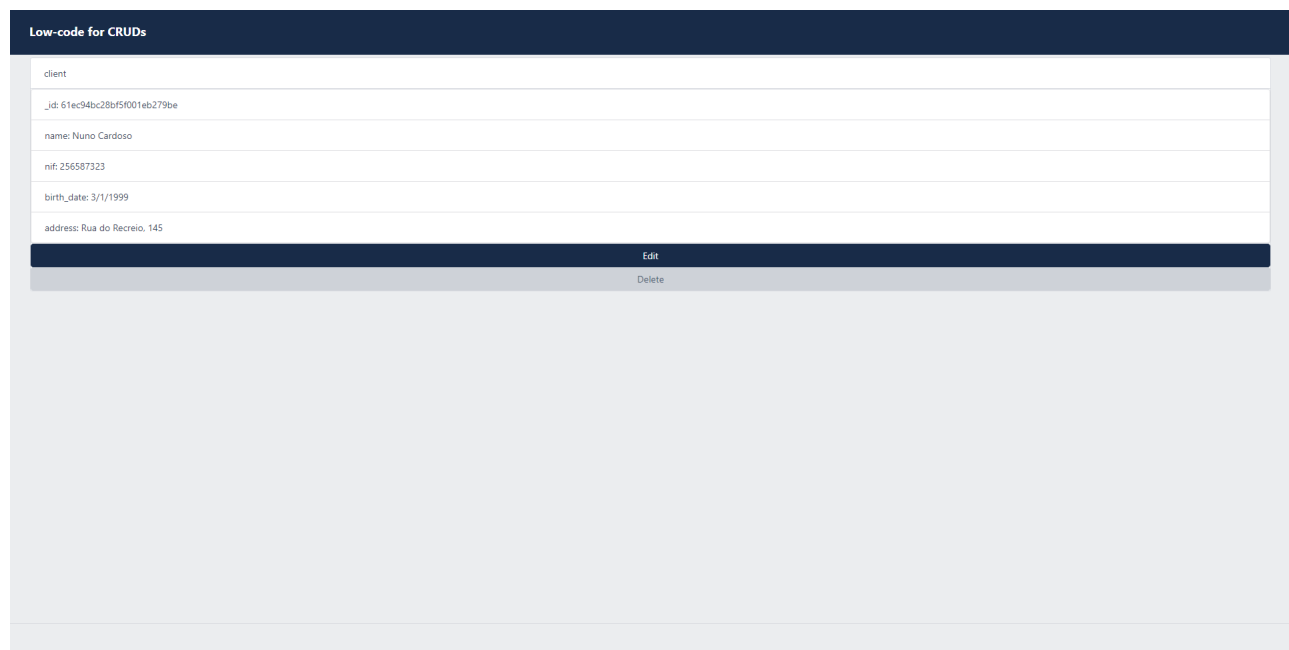 Low-code for CRUDs
client
_id: 61ec94bc28bf5f001eb279be
name: Nuno Cardoso
nif: 256587323
birth_date: 3/1/1999
address: Rua do Recreio, 145
Edit
Delete